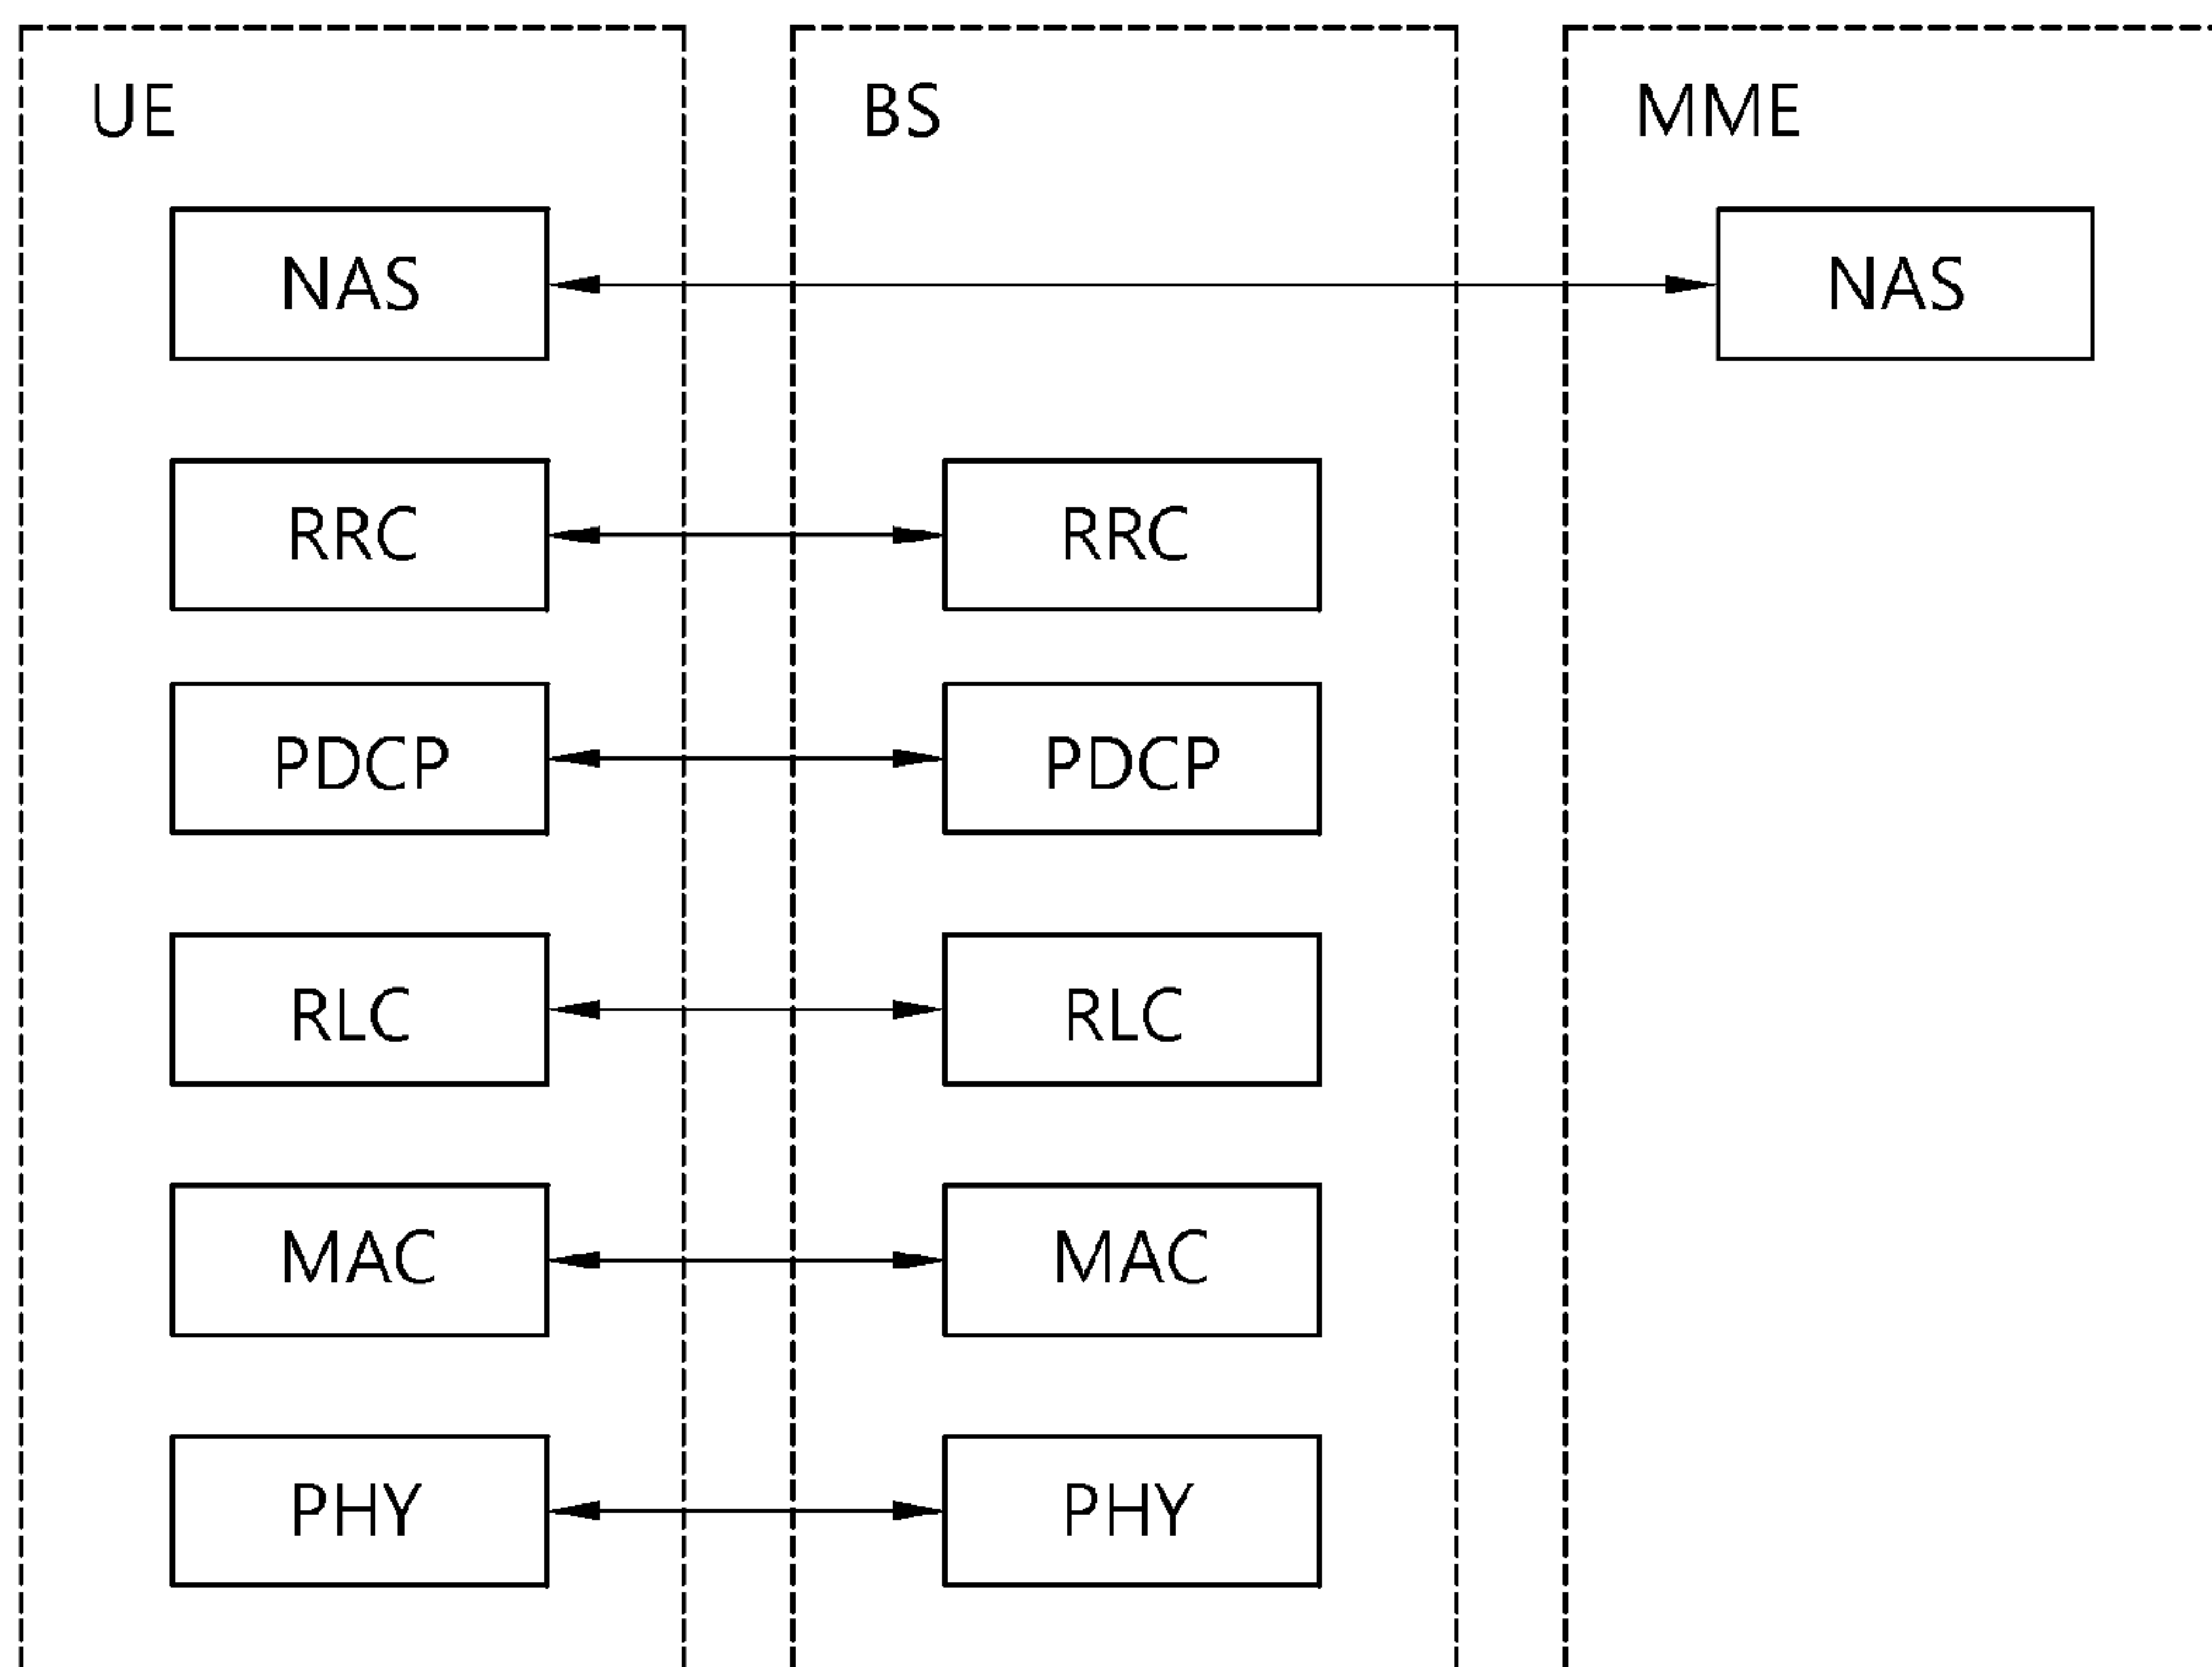 UE
BS
MME
NAS
NAS
RRC
RRC
PDCP
PDCP
RLC
RLC
MAC
MAC
PHY
PHY